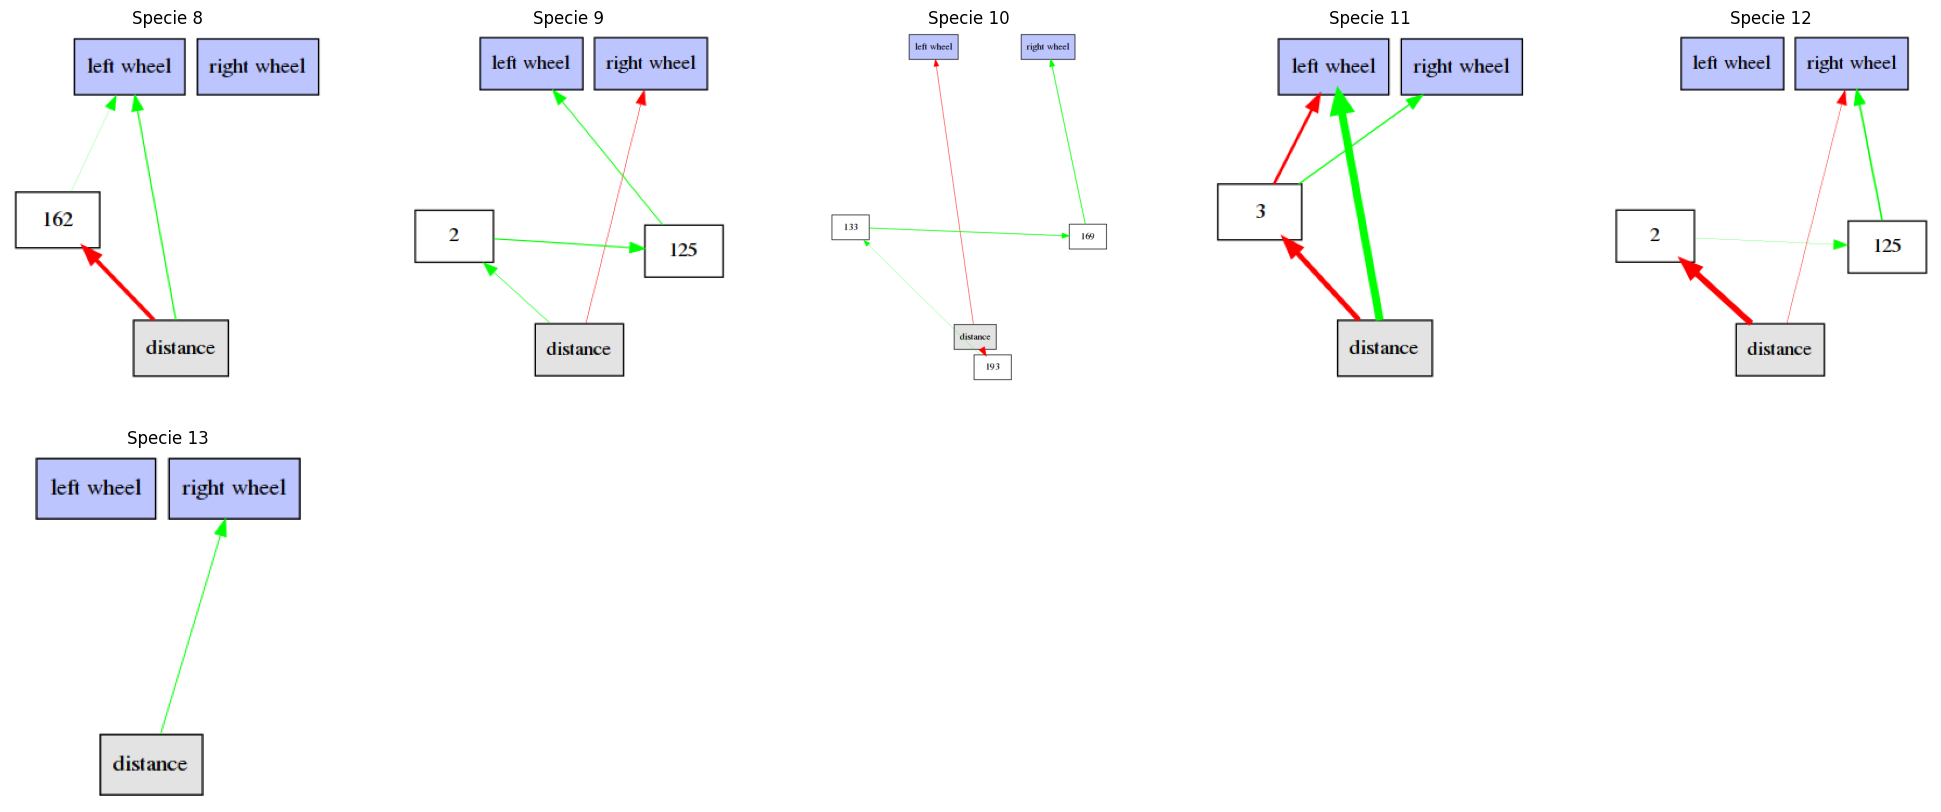 Specie 8
left wheel right wheel
162
distance
Specie 9
left wheel right wheel
2
125
distance
Specie 10
left wheel right wheel
133
169
distance
193
Specie 11
left wheel right wheel
3
distance
Specie 12
left wheel right wheel
2
125
distance
Specie 13
left wheel right wheel
distance